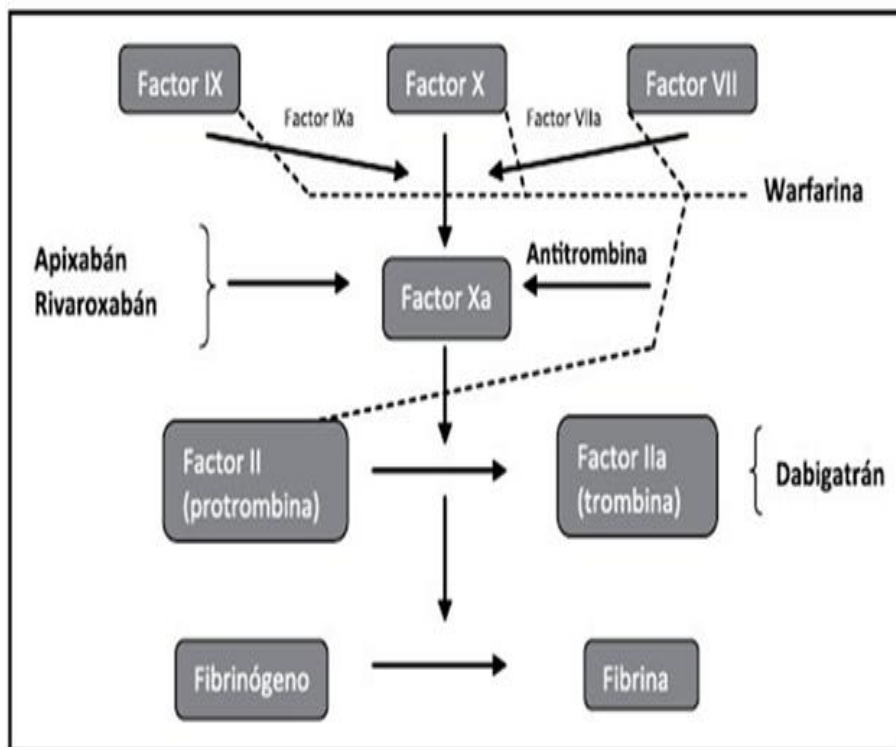 Factor IX
Factor X
Factor VII
Factor IXa
Factor VIIa
Warfarina
Apixabán
Rivaroxabán
Antitrombina
Factor Xa
Factor II
(protrombina)
Factor IIa
(trombina)
Dabigatrán
Fibrinógeno
Fibrina